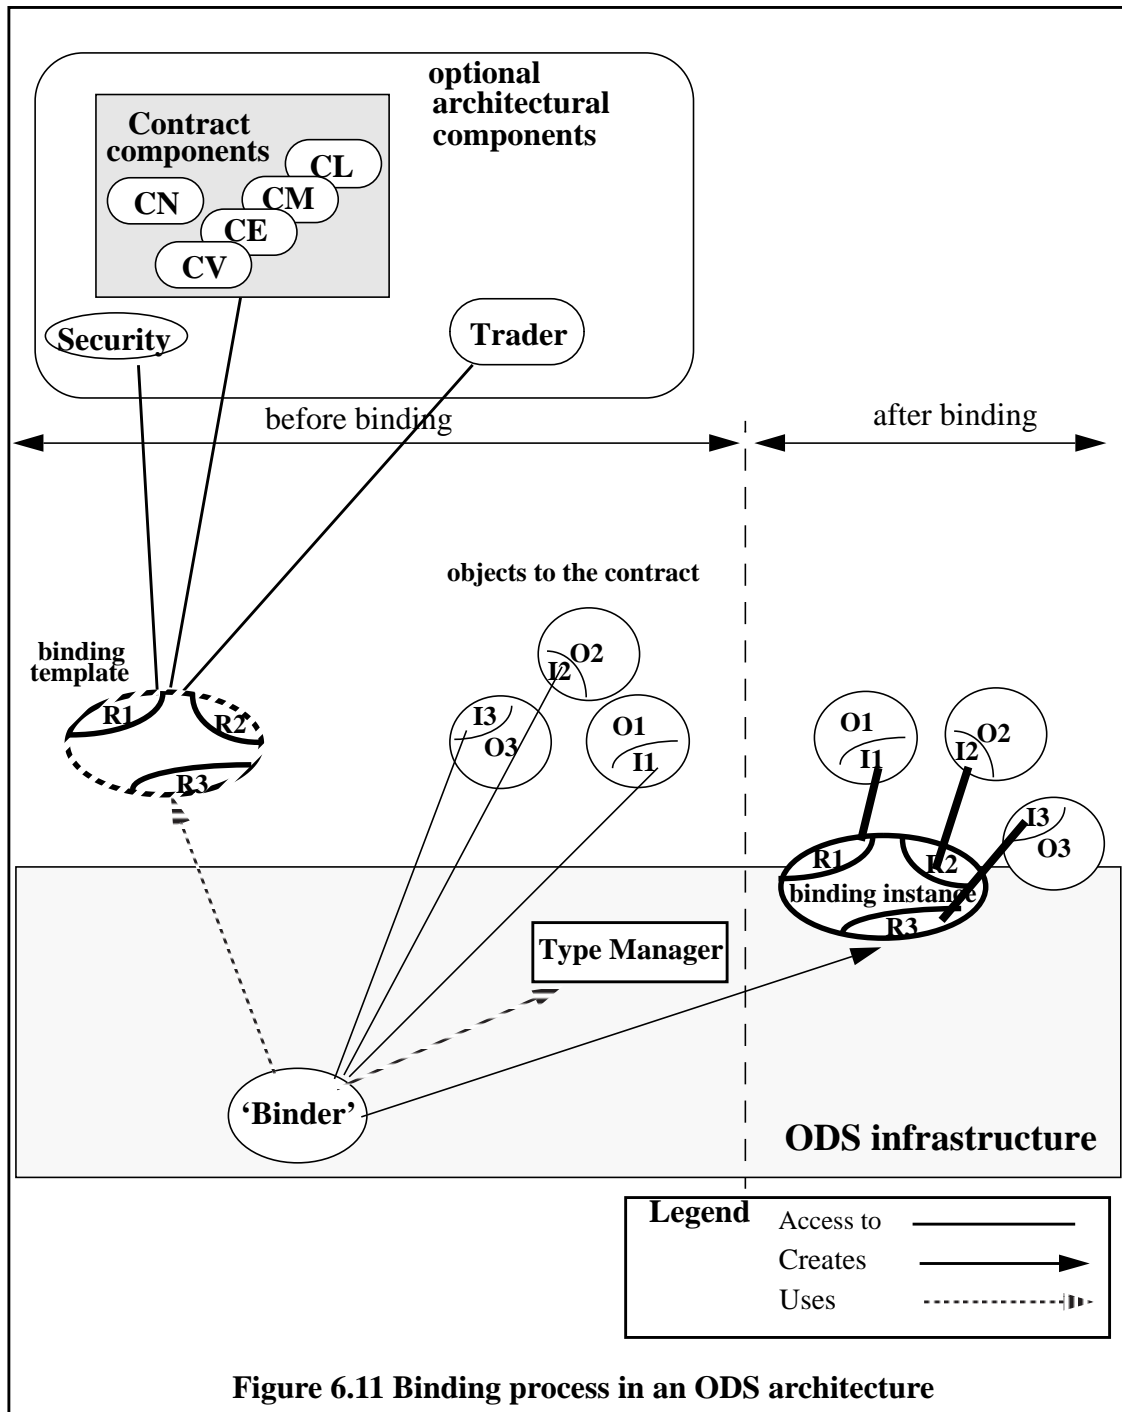 optional
architectural
components
Contract
components
CL
CM
CN
CE
CV
Security
Trader
before binding
after binding
objects to the contract
binding
template
R1
R2
R3
O2
I2
I3
O3
O1
I1
O1
I1
O2
I2
I3
O3
R1
R2
binding instance
R3
Type Manager
‘Binder’
ODS infrastructure
Legend
Access to
Creates
Uses
Figure 6.11 Binding process in an ODS architecture